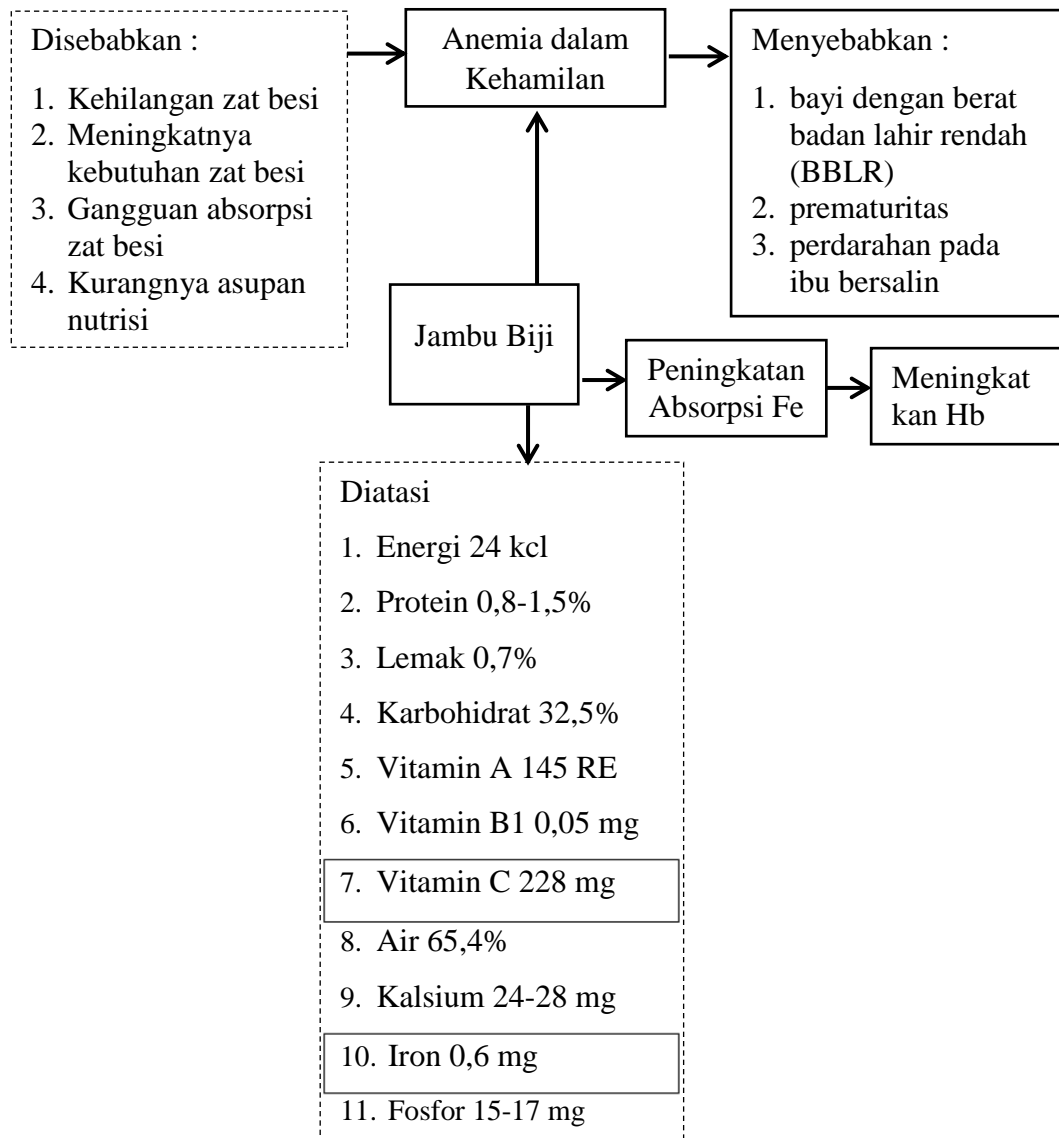 Disebabkan :
1. Kehilangan zat besi
2. Meningkatnya
kebutuhan zat besi
3. Gangguan absorpsi
zat besi
4. Kurangnya asupan
nutrisi
Anemia dalam
Kehamilan
Menyebabkan :
1. bayi dengan berat
badan lahir rendah
(BBLR)
2. prematuritas
3. perdarahan pada
ibu bersalin
Jambu Biji
Peningkatan
Absorpsi Fe
Meningkat
kan Hb
Diatasi
1. Energi 24 kcl
2. Protein 0,8-1,5%
3. Lemak 0,7%
4. Karbohidrat 32,5%
5. Vitamin A 145 RE
6. Vitamin B1 0,05 mg
7. Vitamin C 228 mg
8. Air 65,4%
9. Kalsium 24-28 mg
10. Iron 0,6 mg
11. Fosfor 15-17 mg